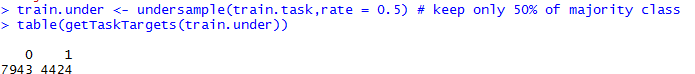 > train.under <- undersample(train.task,rate = 0.5) # keep only 50% of majority class
> table(getTaskTargets(train.under))
0 1
7943 4424